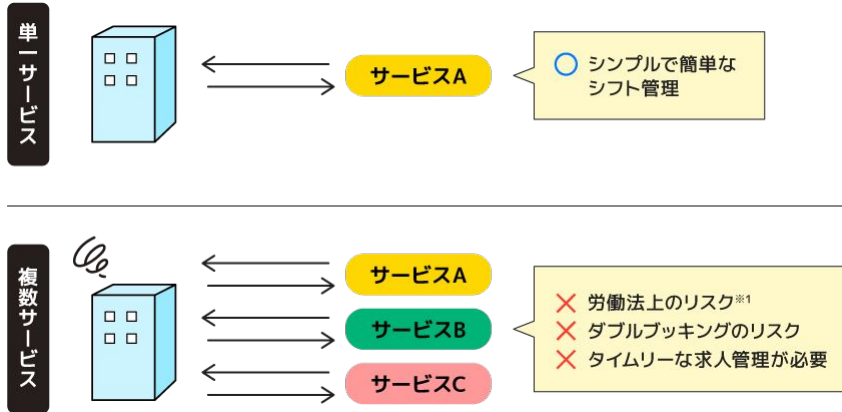 単一サービス
サービスA
○ シンプルで簡単な
シフト管理
複数サービス
サービスA
サービスB
サービスC
× 労働法上のリスク※1
× ダブルブッキングのリスク
× タイムリーな求人管理が必要